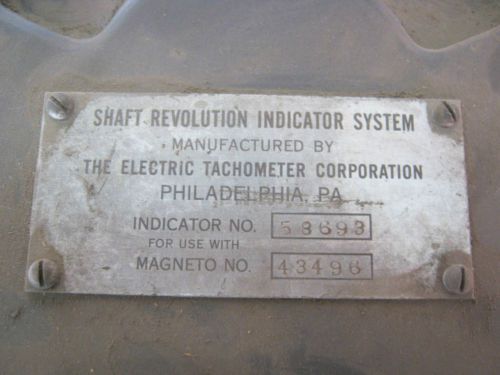 SHAFT REVOLUTION INDICATOR SYSTEM
MANUFACTURED BY
THE ELECTRIC TACHOMETER CORPORATION
PHILADELPHIA, PA
INDICATOR NO. 58693
FOR USE WITH
MAGNETO NO. 43496